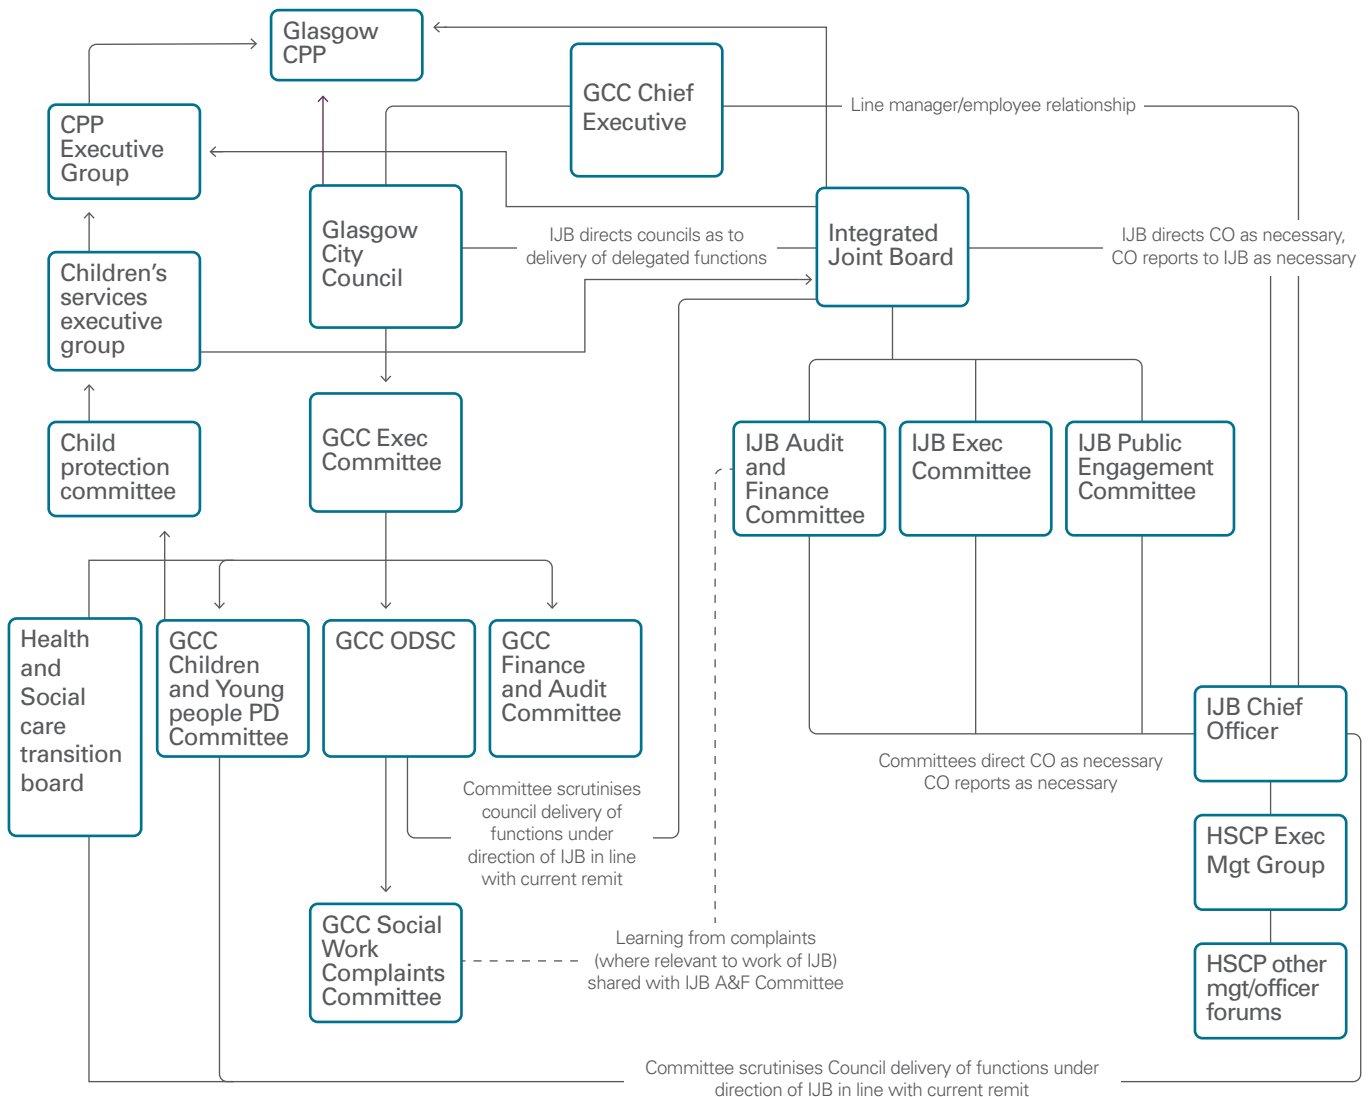 Glasgow
CPP
GCC Chief
Executive
Line manager/employee relationship
CPP
Executive
Group
Glasgow
City
Council
IJB directs councils as to
delivery of delegated functions
Integrated
Joint Board
IJB directs CO as necessary,
CO reports to IJB as necessary
Children’s
services
executive
group
GCC Exec
Committee
Child
protection
committee
IJB Audit
and
Finance
Committee
IJB Exec
Committee
IJB Public
Engagement
Committee
Health
and
Social
care
transition
board
GCC
Children
and Young
people PD
Committee
GCC ODSC
GCC
Finance
and Audit
Committee
IJB Chief
Officer
Committees direct CO as necessary
CO reports as necessary
Committee scrutinises
council delivery of
functions under
direction of IJB in line
with current remit
HSCP Exec
Mgt Group
GCC Social
Work
Complaints
Committee
Learning from complaints
(where relevant to work of IJB)
shared with IJB A&F Committee
HSCP other
mgt/officer
forums
Committee scrutinises Council delivery of functions under
direction of IJB in line with current remit